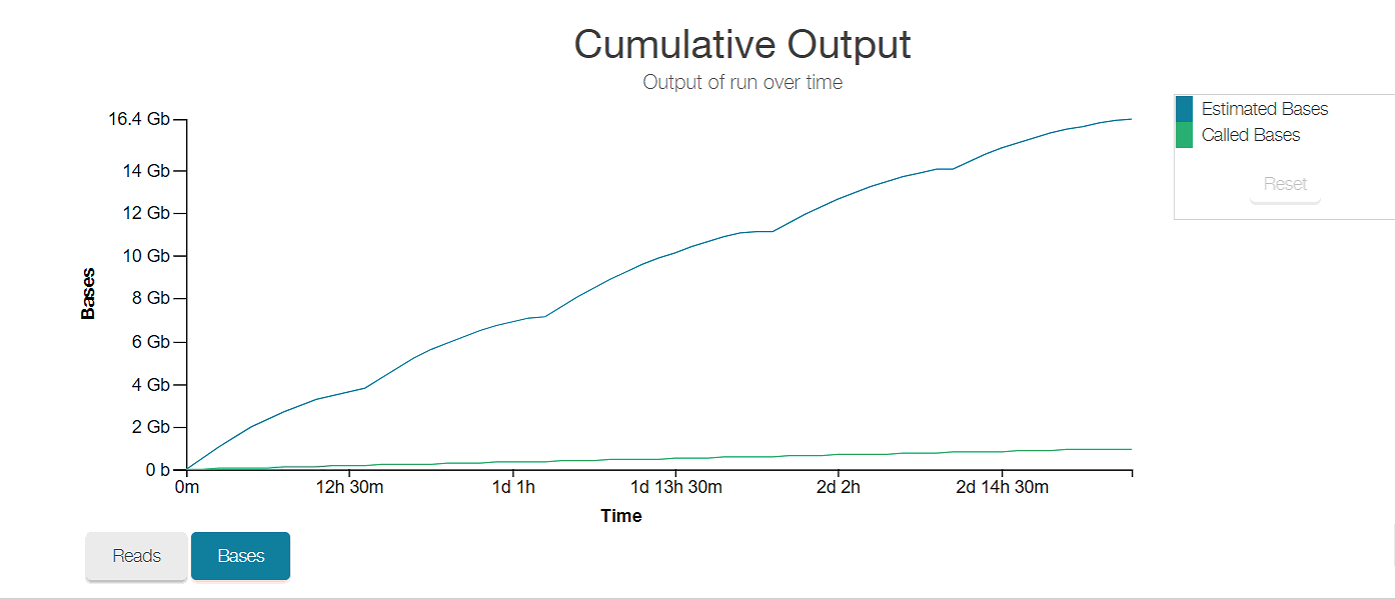 Cumulative Output
Output of run over time
Estimated Bases
Called Bases
Reset
16.4 Gb
14 Gb
12 Gb
10 Gb
8 Gb
6 Gb
4 Gb
2 Gb
0 b
Bases
0m 12h 30m 1d 1h 1d 13h 30m 2d 2h 2d 14h 30m
Time
Reads Bases